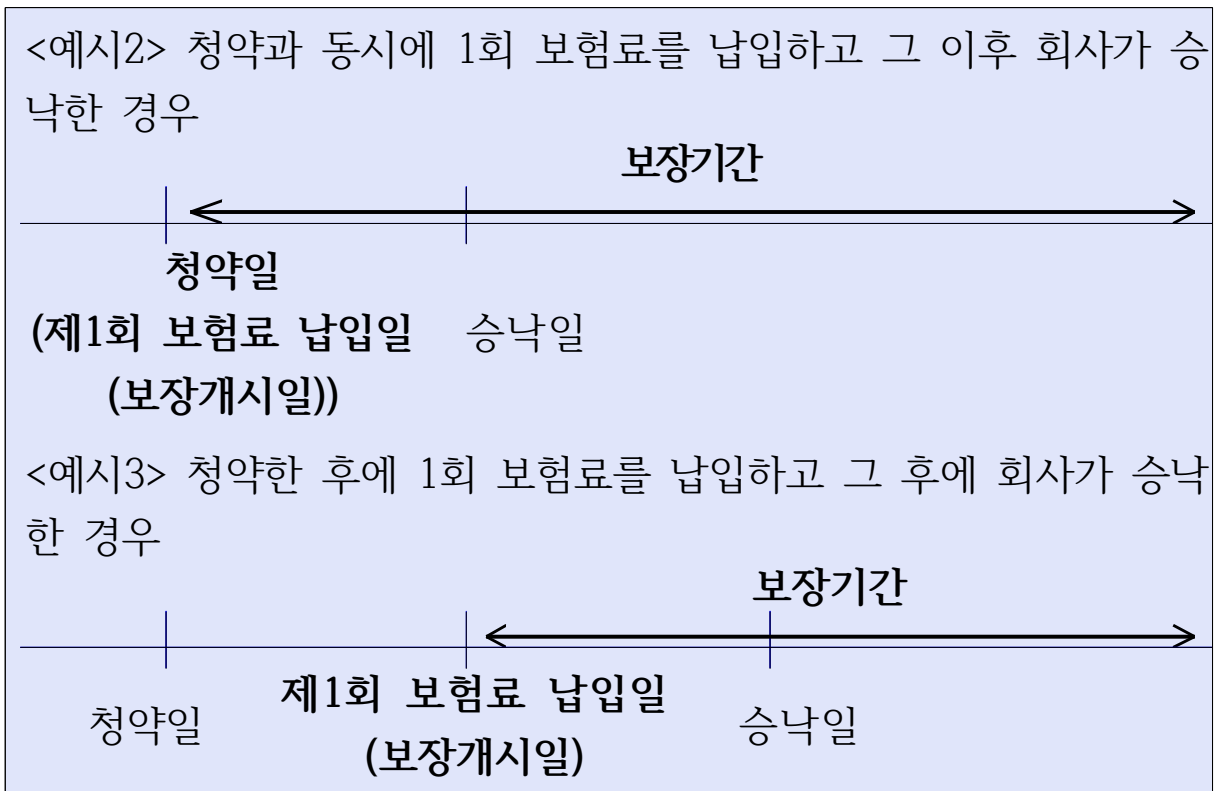 <예시2> 청약과 동시에 1회 보험료를 납입하고 그 이후 회사가 승
낙한 경우
보장기간
청약일
(제1회 보험료 납입일 승낙일
(보장개시일))
<예시3> 청약한 후에 1회 보험료를 납입하고 그 후에 회사가 승낙
한 경우
보장기간
제1회 보험료 납입일
청약일 승낙일
(보장개시일)